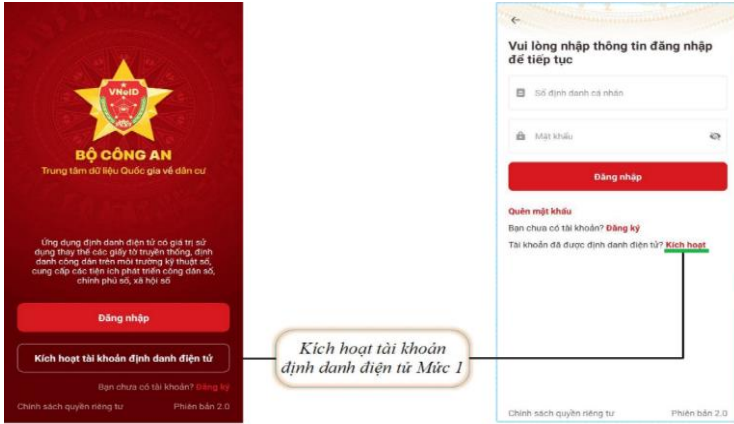 VNeID
BỘ CÔNG AN
Trung tâm dữ liệu Quốc gia về dân cư
Ứng dụng định danh điện tử có giá trị sử
dụng thay thế các giấy tờ truyền thống, định
danh công dân trên môi trường kỹ thuật số,
cung cấp các tiện ích phát triển công dân số,
chính phủ số, xã hội số
Đăng nhập
Kích hoạt tài khoản định danh điện tử
Bạn chưa có tài khoản? Đăng ký
Chính sách quyền riêng tư
Phiên bản 2.0
Kích hoạt tài khoản
định danh điện tử Mức 1
Vui lòng nhập thông tin đăng nhập
để tiếp tục
Số định danh cá nhân
Mật khẩu
Đăng nhập
Quên mật khẩu
Bạn chưa có tài khoản? Đăng ký
Tài khoản đã được định danh điện tử? Kích hoạt
Chính sách quyền riêng tư
Phiên bản 2.0